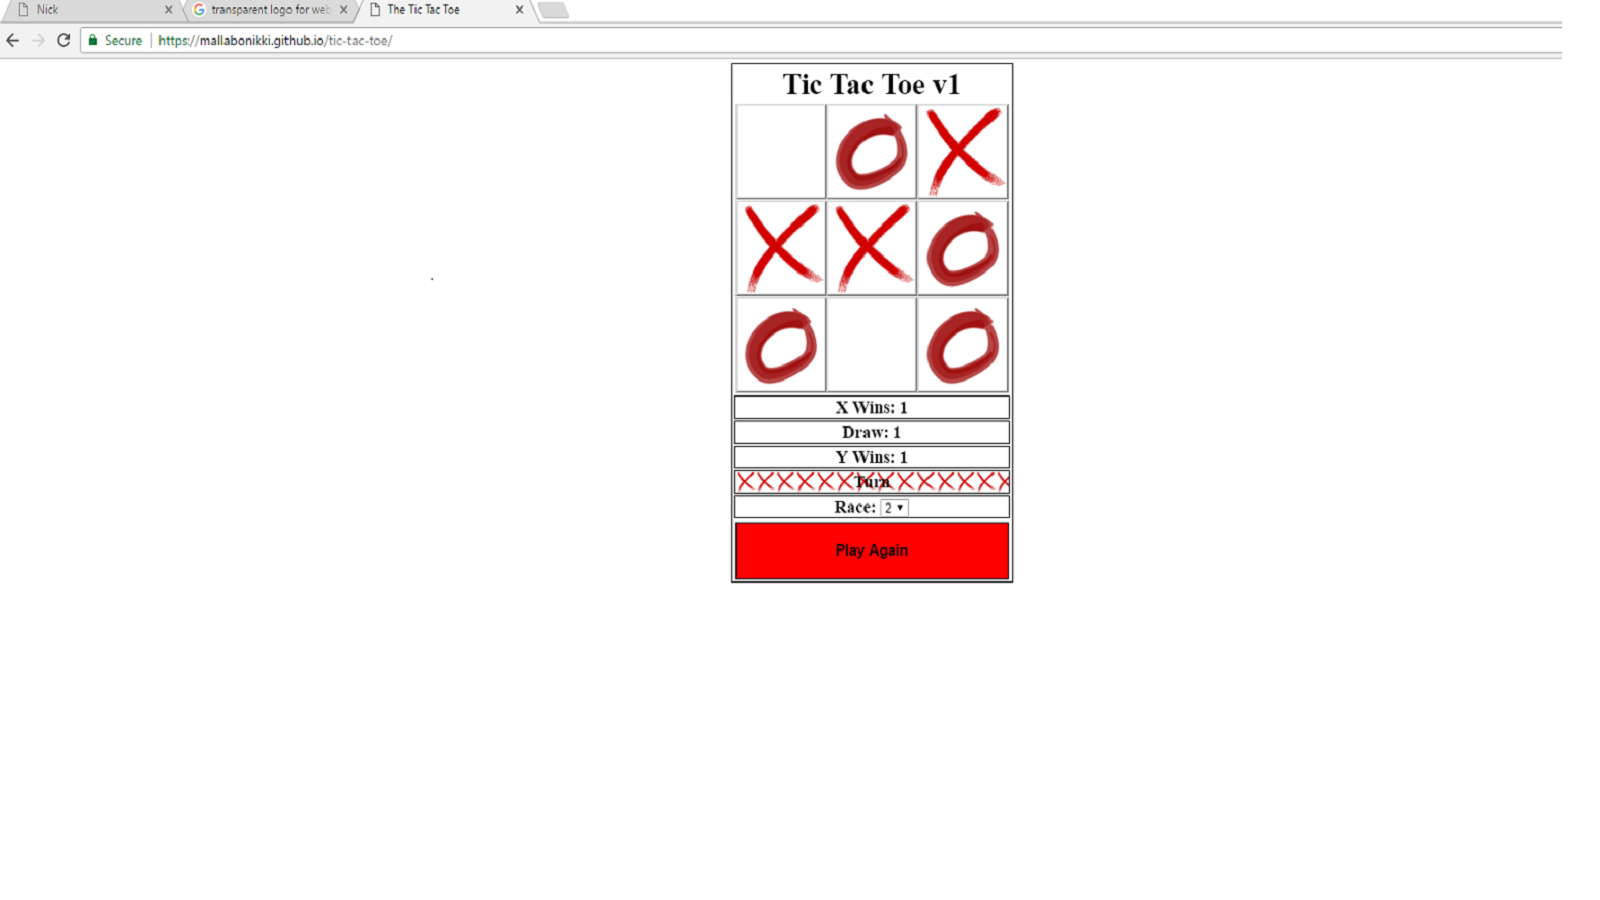 Nick
transparent logo for web
The Tic Tac Toe
Secure
https://mallabonikki.github.io/tic-tac-toe/
Tic Tac Toe v1
X Wins: 1
Draw: 1
Y Wins: 1
Turn
Race: 2
Play Again